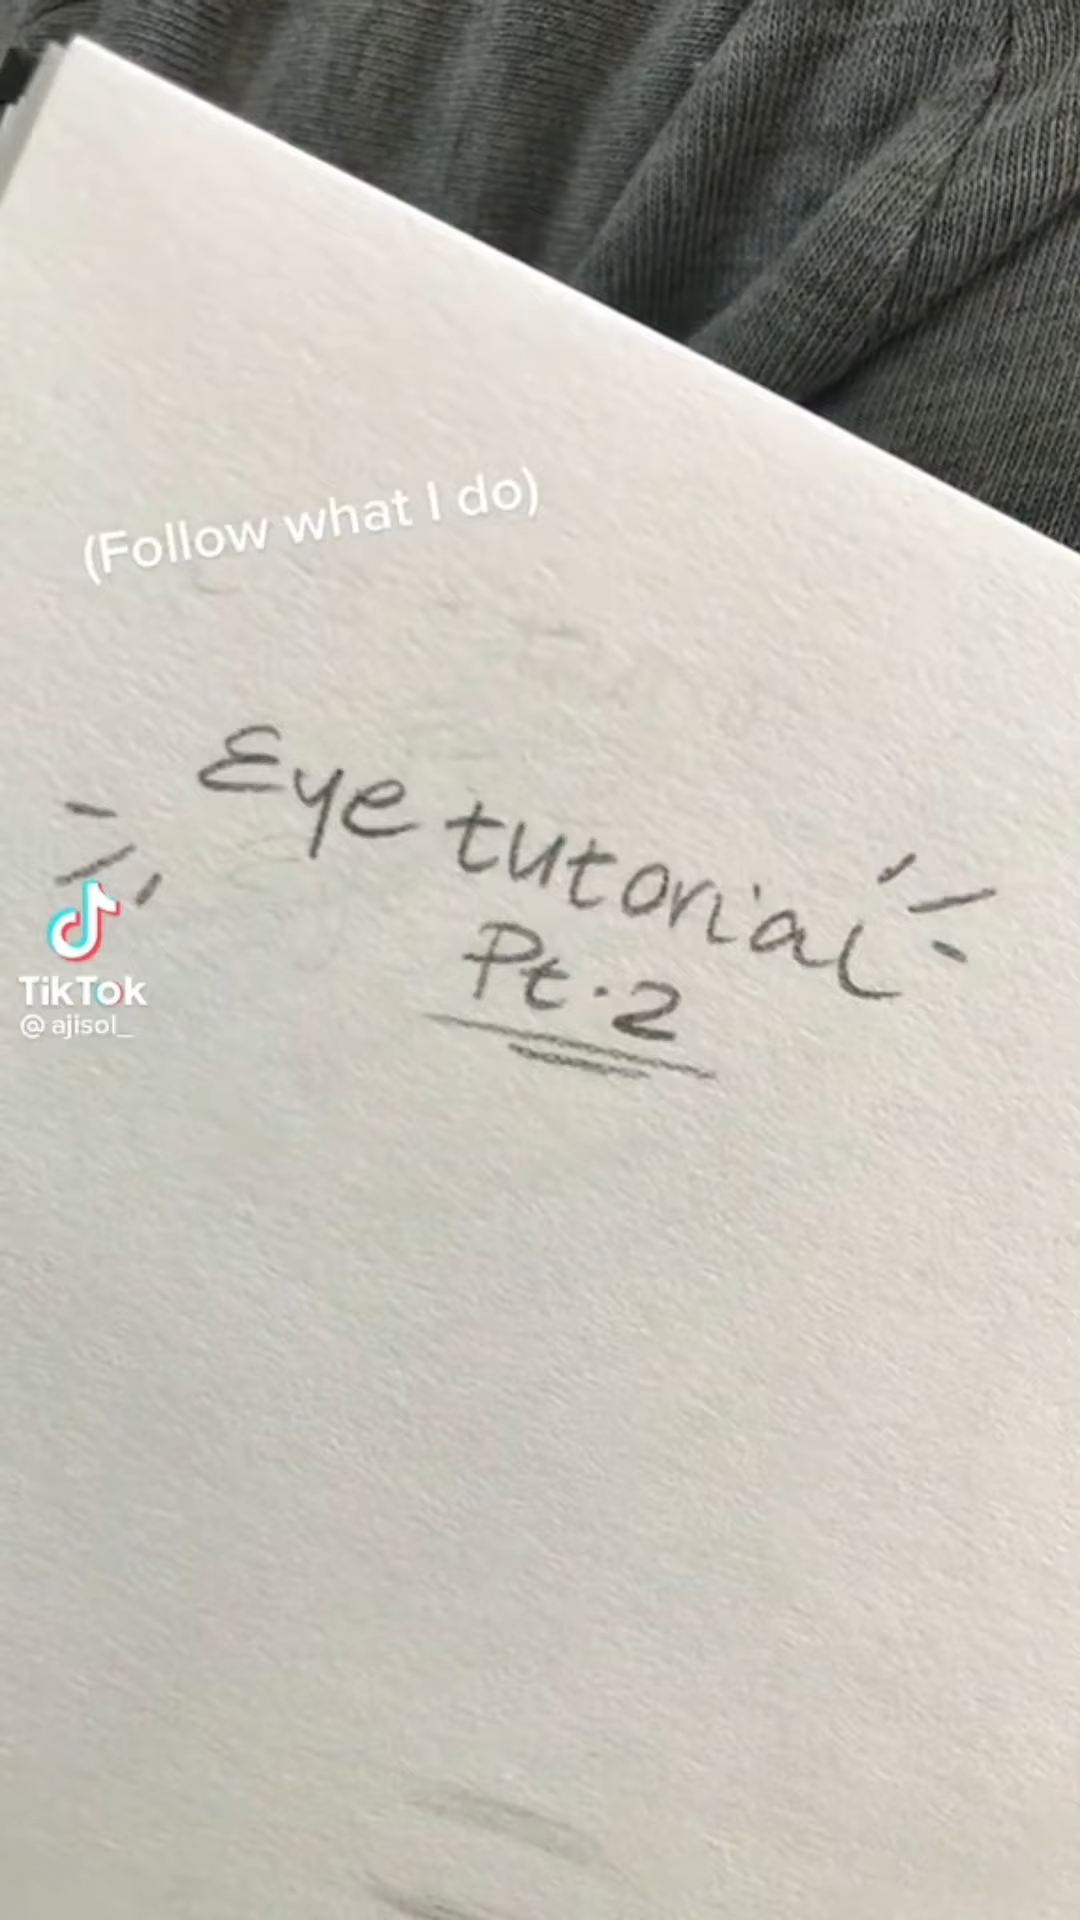 (Follow what I do)
Eye tutorial
Pt.2
TikTok
@ajisol_